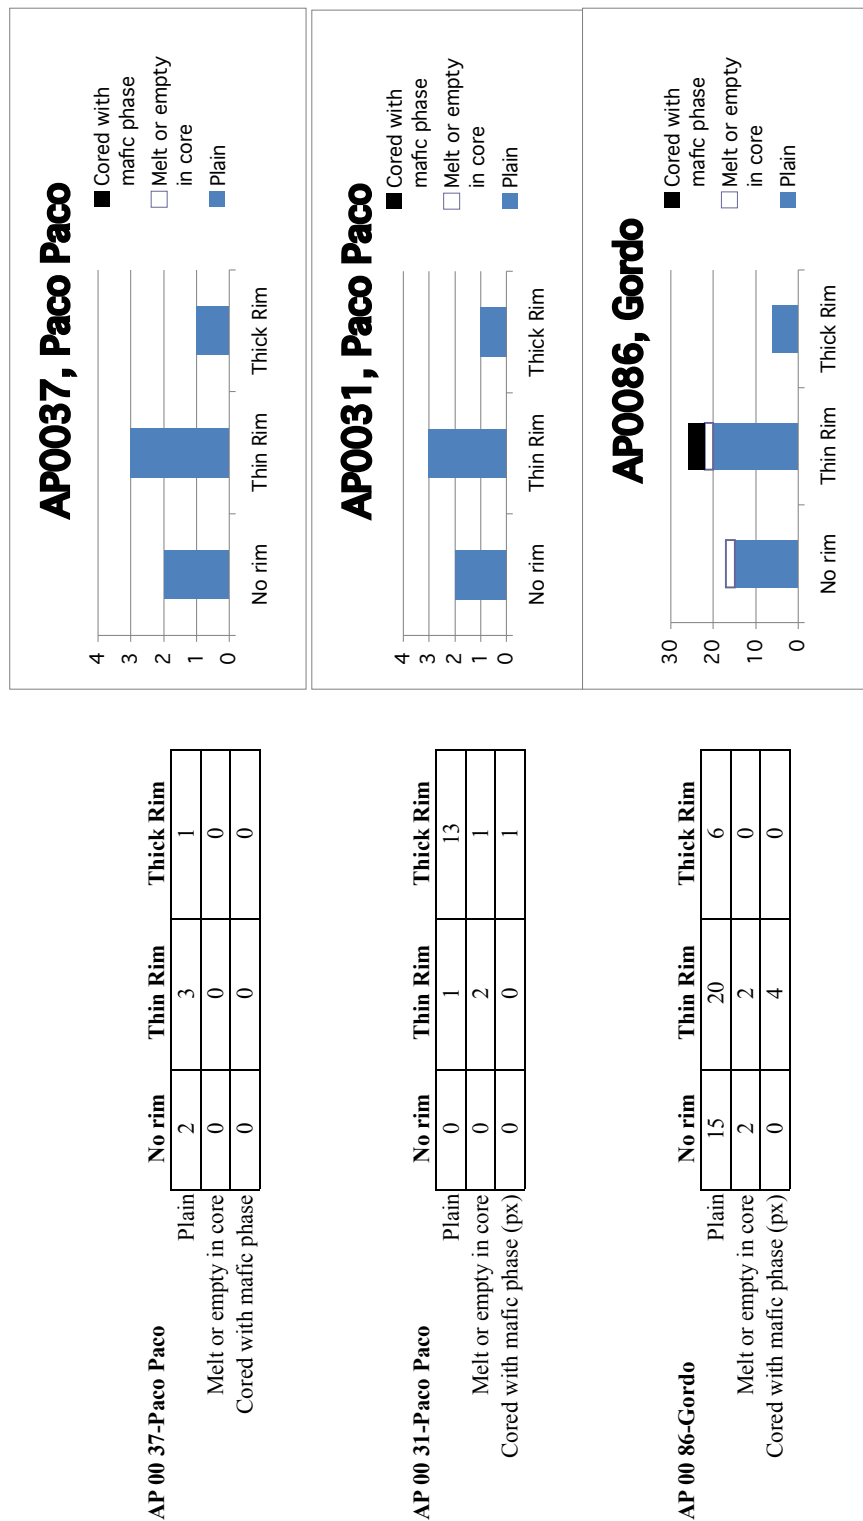 AP 00 37-Paco Paco
No rim Thin Rim Thick Rim
Plain 2 3 1
Melt or empty in core 0 0 0
Cored with mafic phase 0 0 0
AP0037, Paco Paco
4
3
2
1
0
No rim Thin Rim Thick Rim
Cored with
mafic phase
Melt or empty
in core
Plain
AP 00 31-Paco Paco
No rim Thin Rim Thick Rim
Plain 0 1 13
Melt or empty in core 0 2 1
Cored with mafic phase (px) 0 0 1
AP0031, Paco Paco
4
3
2
1
0
No rim Thin Rim Thick Rim
Cored with
mafic phase
Melt or empty
in core
Plain
AP 00 86-Gordo
No rim Thin Rim Thick Rim
Plain 15 20 6
Melt or empty in core 2 2 0
Cored with mafic phase (px) 0 4 0
AP0086, Gordo
30
20
10
0
No rim Thin Rim Thick Rim
Cored with
mafic phase
Melt or empty
in core
Plain